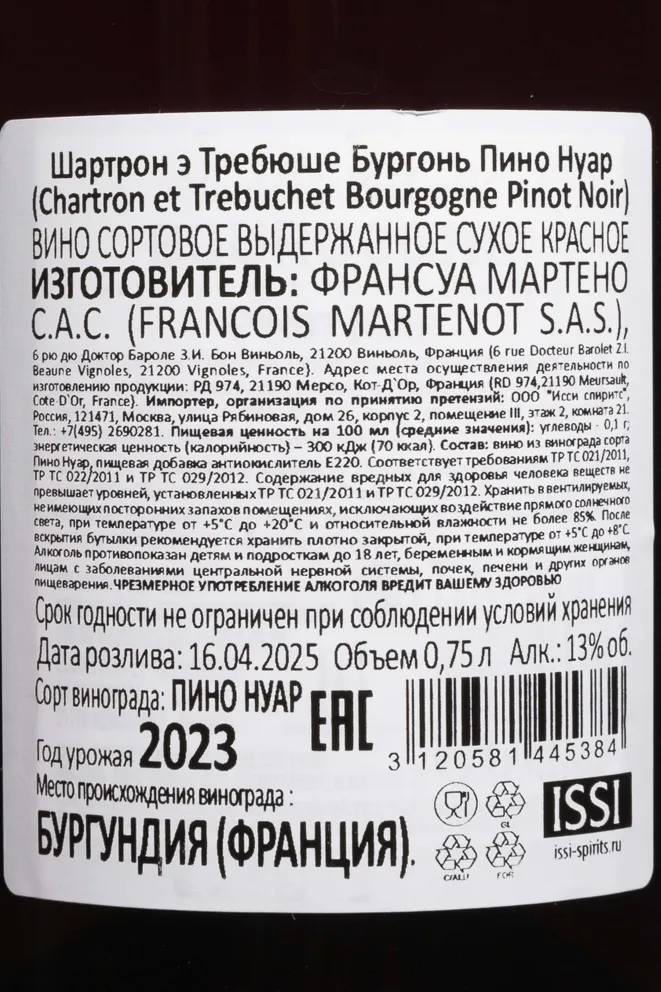 Шартрон э Требюше Бургонь Пино Нуар
(Chartron et Trebuchet Bourgogne Pinot Noir)
ВИНО СОРТОВОЕ ВЫДЕРЖАННОЕ СУХОЕ КРАСНОЕ
ИЗГОТОВИТЕЛЬ: ФРАНСУА МАРТЕНО
С.А.С. (FRANCOIS MARTENOT S.A.S.),
6 рю дю Доктор Бароле З.И. Бон Виньоль, 21200 Виньоль, Франция (6 rue Docteur Barolet Z.I.
Beaune Vignoles, 21200 Vignoles, France). Адрес места осуществления деятельности по
изготовлению продукции: РД 974, 21190 Мерсо, Кот-Д`Ор, Франция (RD 974,21190 Meursault,
Cote-D`Or, France). Импортер, организация по принятию претензий: ООО "Исси спиритс",
Россия, 121471, Москва, улица Рябиновая, дом 26, корпус 2, помещение III, этаж 2, комната 21.
Тел.: +7(495) 2690281. Пищевая ценность на 100 мл (средние значения): углеводы - 0,1 г;
энергетическая ценность (калорийность) – 300 кДж (70 ккал). Состав: вино из винограда сорта
Пино Нуар, пищевая добавка антиокислитель Е220. Соответствует требованиям ТР ТС 021/2011,
ТР ТС 022/2011 и ТР ТС 029/2012. Содержание вредных для здоровья человека веществ не
превышает уровней, установленных ТР ТС 021/2011 и ТР ТС 029/2012. Хранить в вентилируемых,
не имеющих посторонних запахов помещениях, исключающих воздействие прямого солнечного
света, при температуре от +5°С до +20°С и относительной влажности не более 85%. После
вскрытия бутылки рекомендуется хранить плотно закрытой, при температуре от +5°С до +8°С.
Алкоголь противопоказан детям и подросткам до 18 лет, беременным и кормящим женщинам,
лицам с заболеваниями центральной нервной системы, почек, печени и других органов
пищеварения. ЧРЕЗМЕРНОЕ УПОТРЕБЛЕНИЕ АЛКОГОЛЯ ВРЕДИТ ВАШЕМУ ЗДОРОВЬЮ
Срок годности не ограничен при соблюдении условий хранения
Дата розлива: 16.04.2025 Объем 0,75 л Алк.: 13% об.
Сорт винограда: ПИНО НУАР
EAC
3 120581 445384
Год урожая 2023
Место происхождения винограда :
БУРГУНДИЯ (ФРАНЦИЯ).
GL
C/ALU
FOR
ISSI
issi-spirits.ru